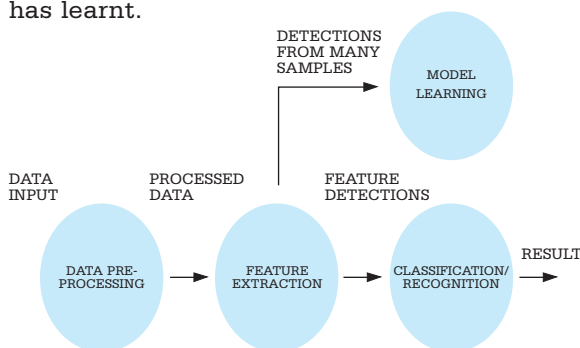 has learnt.
DETECTIONS
FROM MANY
SAMPLES
MODEL
LEARNING
DATA
INPUT
PROCESSED
DATA
FEATURE
DETECTIONS
DATA PRE-
PROCESSING
FEATURE
EXTRACTION
CLASSIFICATION/
RECOGNITION
RESULT